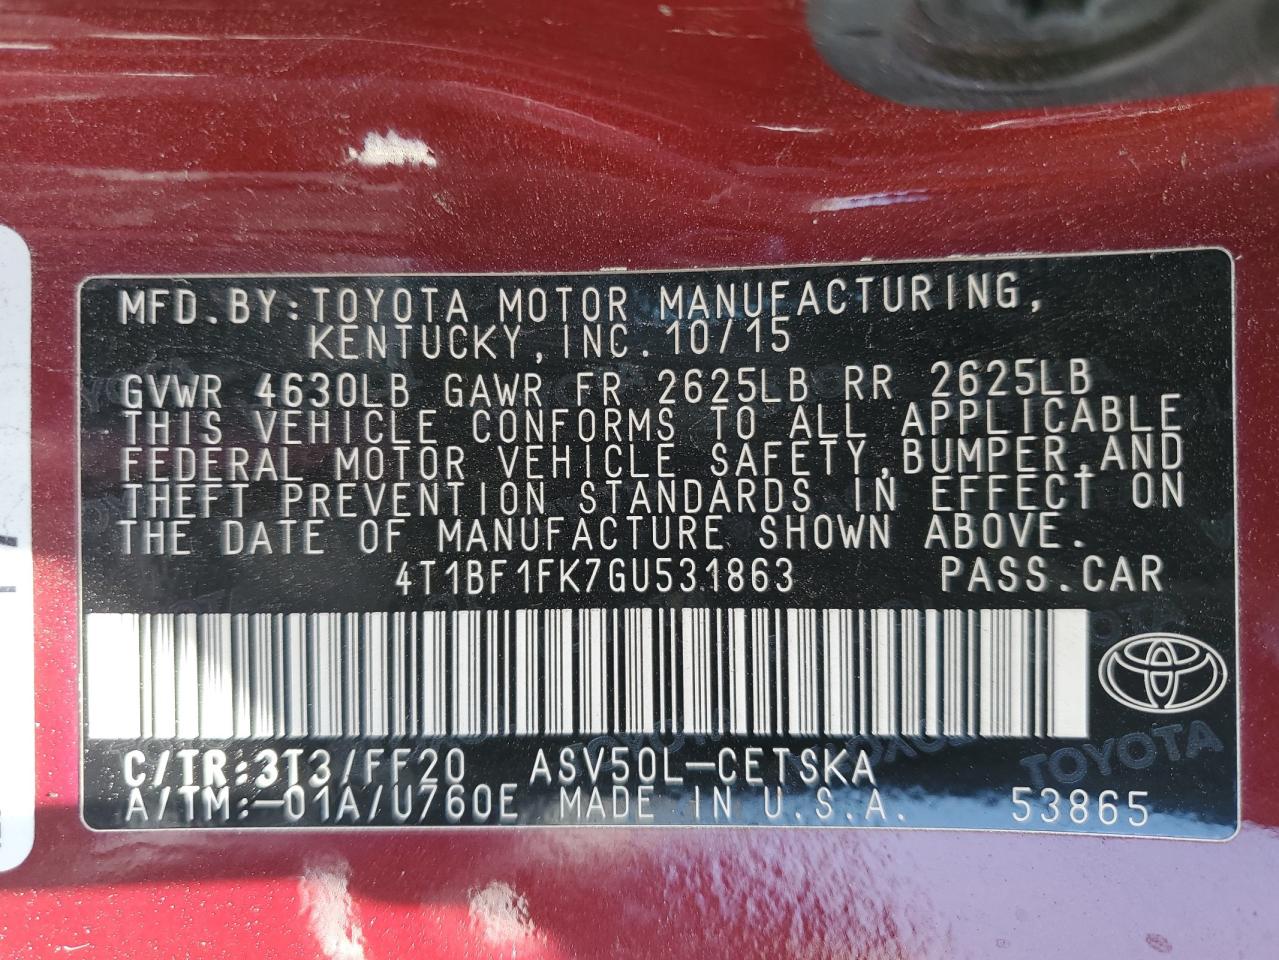 MFD.BY:TOYOTA MOTOR MANUFACTURING,
KENTUCKY,INC.10/15
GVWR 4630LB GAWR FR 2625LB RR 2625LB
THIS VEHICLE CONFORMS TO ALL APPLICABLE
FEDERAL MOTOR VEHICLE SAFETY,BUMPER,AND
THEFT PREVENTION STANDARDS IN EFFECT ON
THE DATE OF MANUFACTURE SHOWN ABOVE.
4T1BF1FK7GU531863 PASS.CAR
C/TR:3T3/FF20 ASV50L-CETSKA TOYOTA
A/TM:-01A/U760E MADE IN U.S.A. 53865